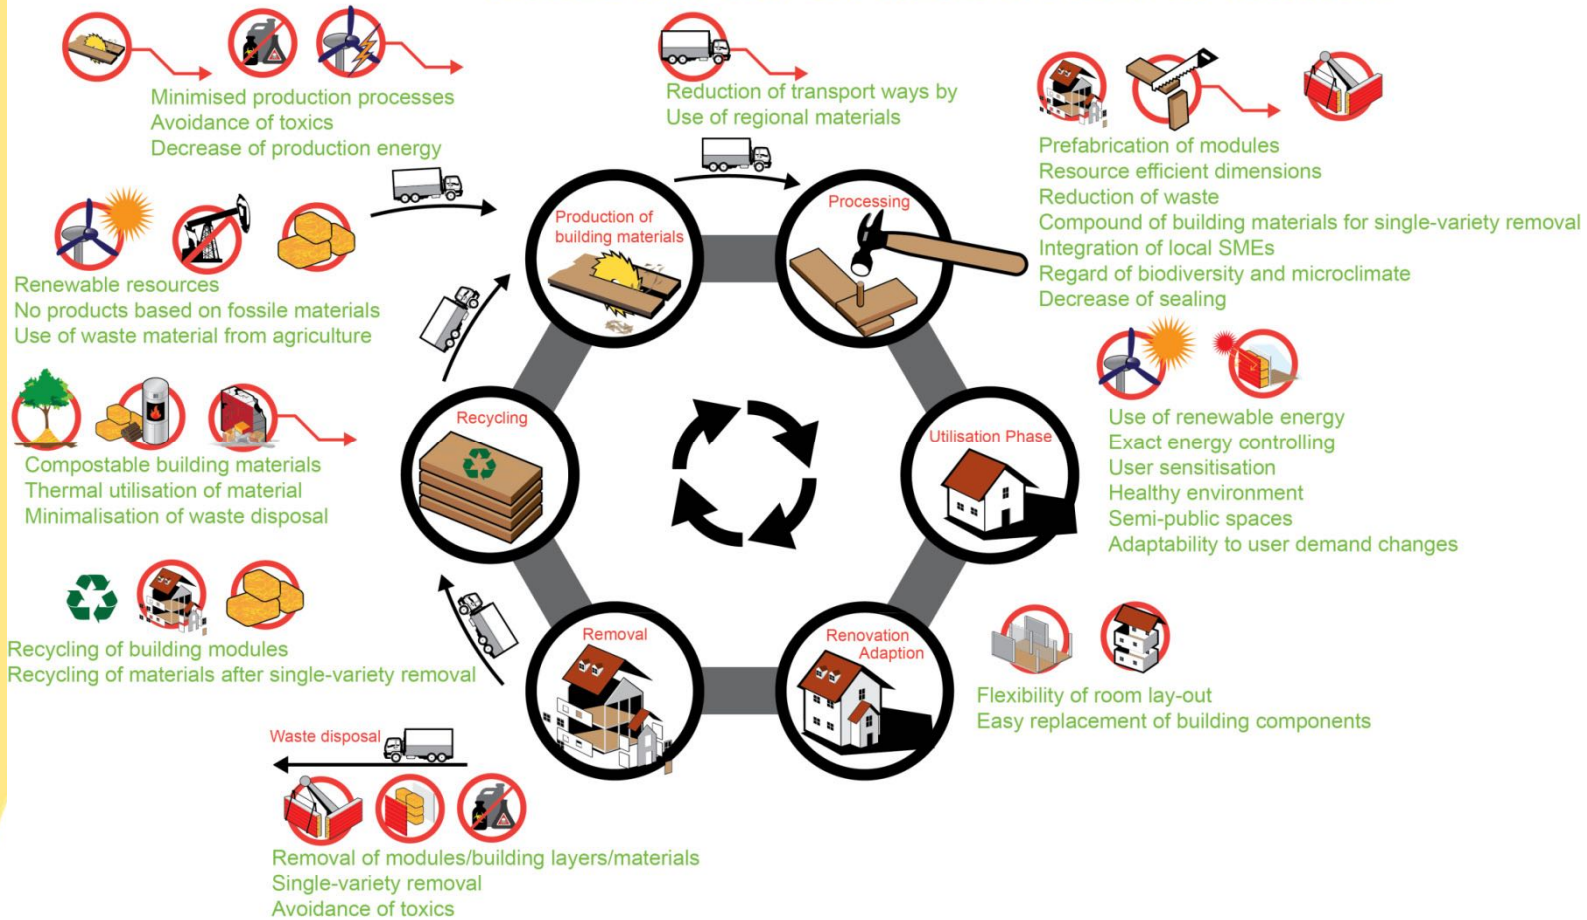 Minimised production processes
Avoidance of toxics
Decrease of production energy
Reduction of transport ways by
Use of regional materials
Prefabrication of modules
Resource efficient dimensions
Reduction of waste
Compound of building materials for single-variety removal
Integration of local SMEs
Regard of biodiversity and microclimate
Decrease of sealing
Production of
building materials
Processing
Renewable resources
No products based on fossile materials
Use of waste material from agriculture
Recycling
Utilisation Phase
Use of renewable energy
Exact energy controlling
User sensitisation
Healthy environment
Semi-public spaces
Adaptability to user demand changes
Compostable building materials
Thermal utilisation of material
Minimalisation of waste disposal
Recycling of building modules
Recycling of materials after single-variety removal
Removal
Renovation
Adaption
Flexibility of room lay-out
Easy replacement of building components
Waste disposal
Removal of modules/building layers/materials
Single-variety removal
Avoidance of toxics